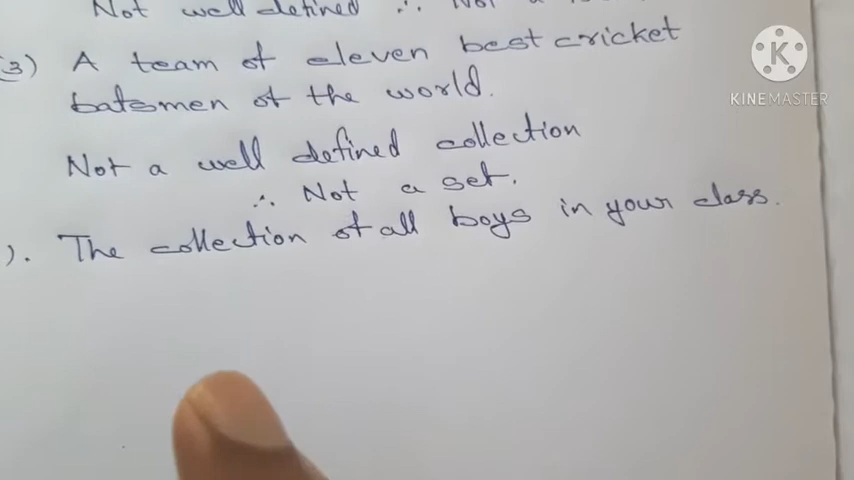 Not well defined ∴ Not a
(3) A team of eleven best cricket
batsmen of the world.
Not a well defined collection
∴ Not a set.
). The collection of all boys in your class.
K
KINEMASTER